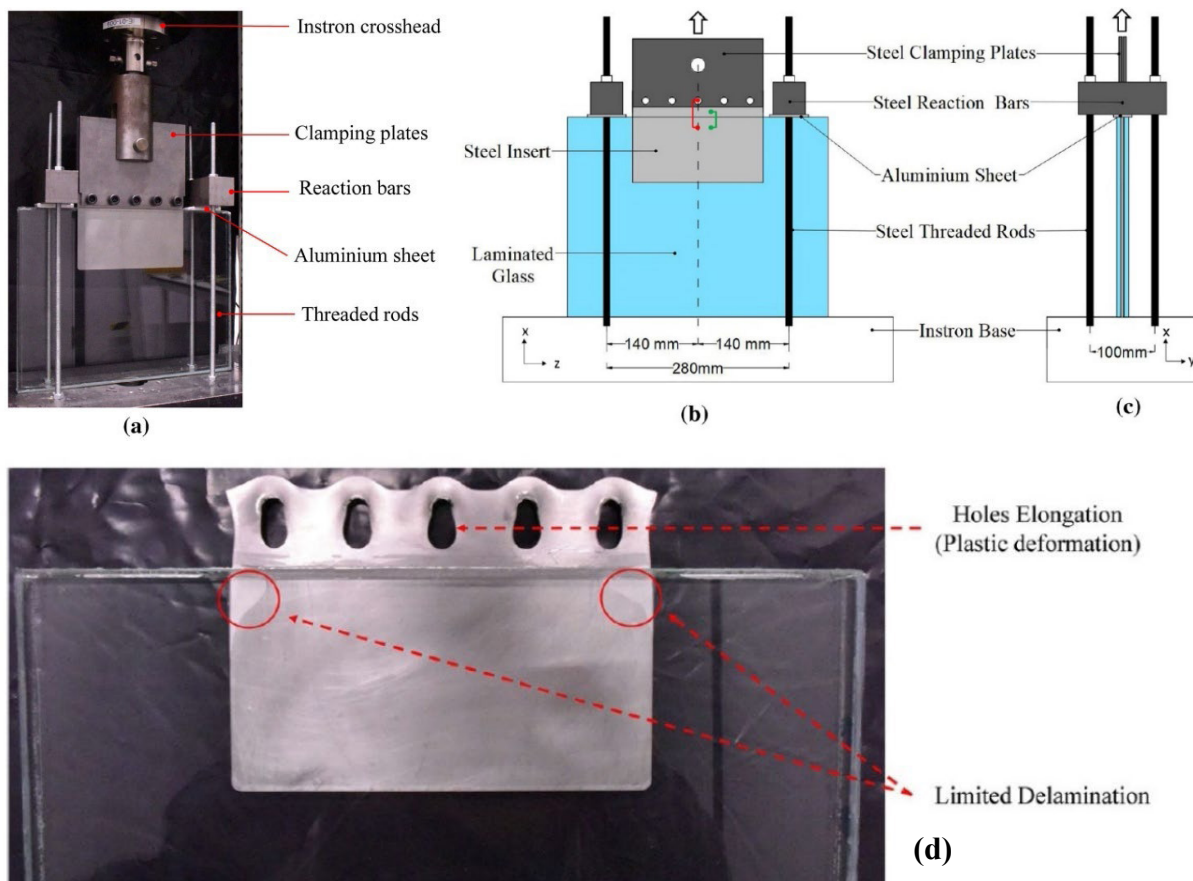 Instron crosshead
Clamping plates
Reaction bars
Aluminium sheet
Threaded rods
(a)
Steel Clamping Plates
Steel Reaction Bars
Steel Insert
Aluminium Sheet
Steel Threaded Rods
Laminated
Glass
Instron Base
x
z
140 mm
140 mm
280mm
(b)
100mm
x
y
(c)
Holes Elongation
(Plastic deformation)
Limited Delamination
(d)